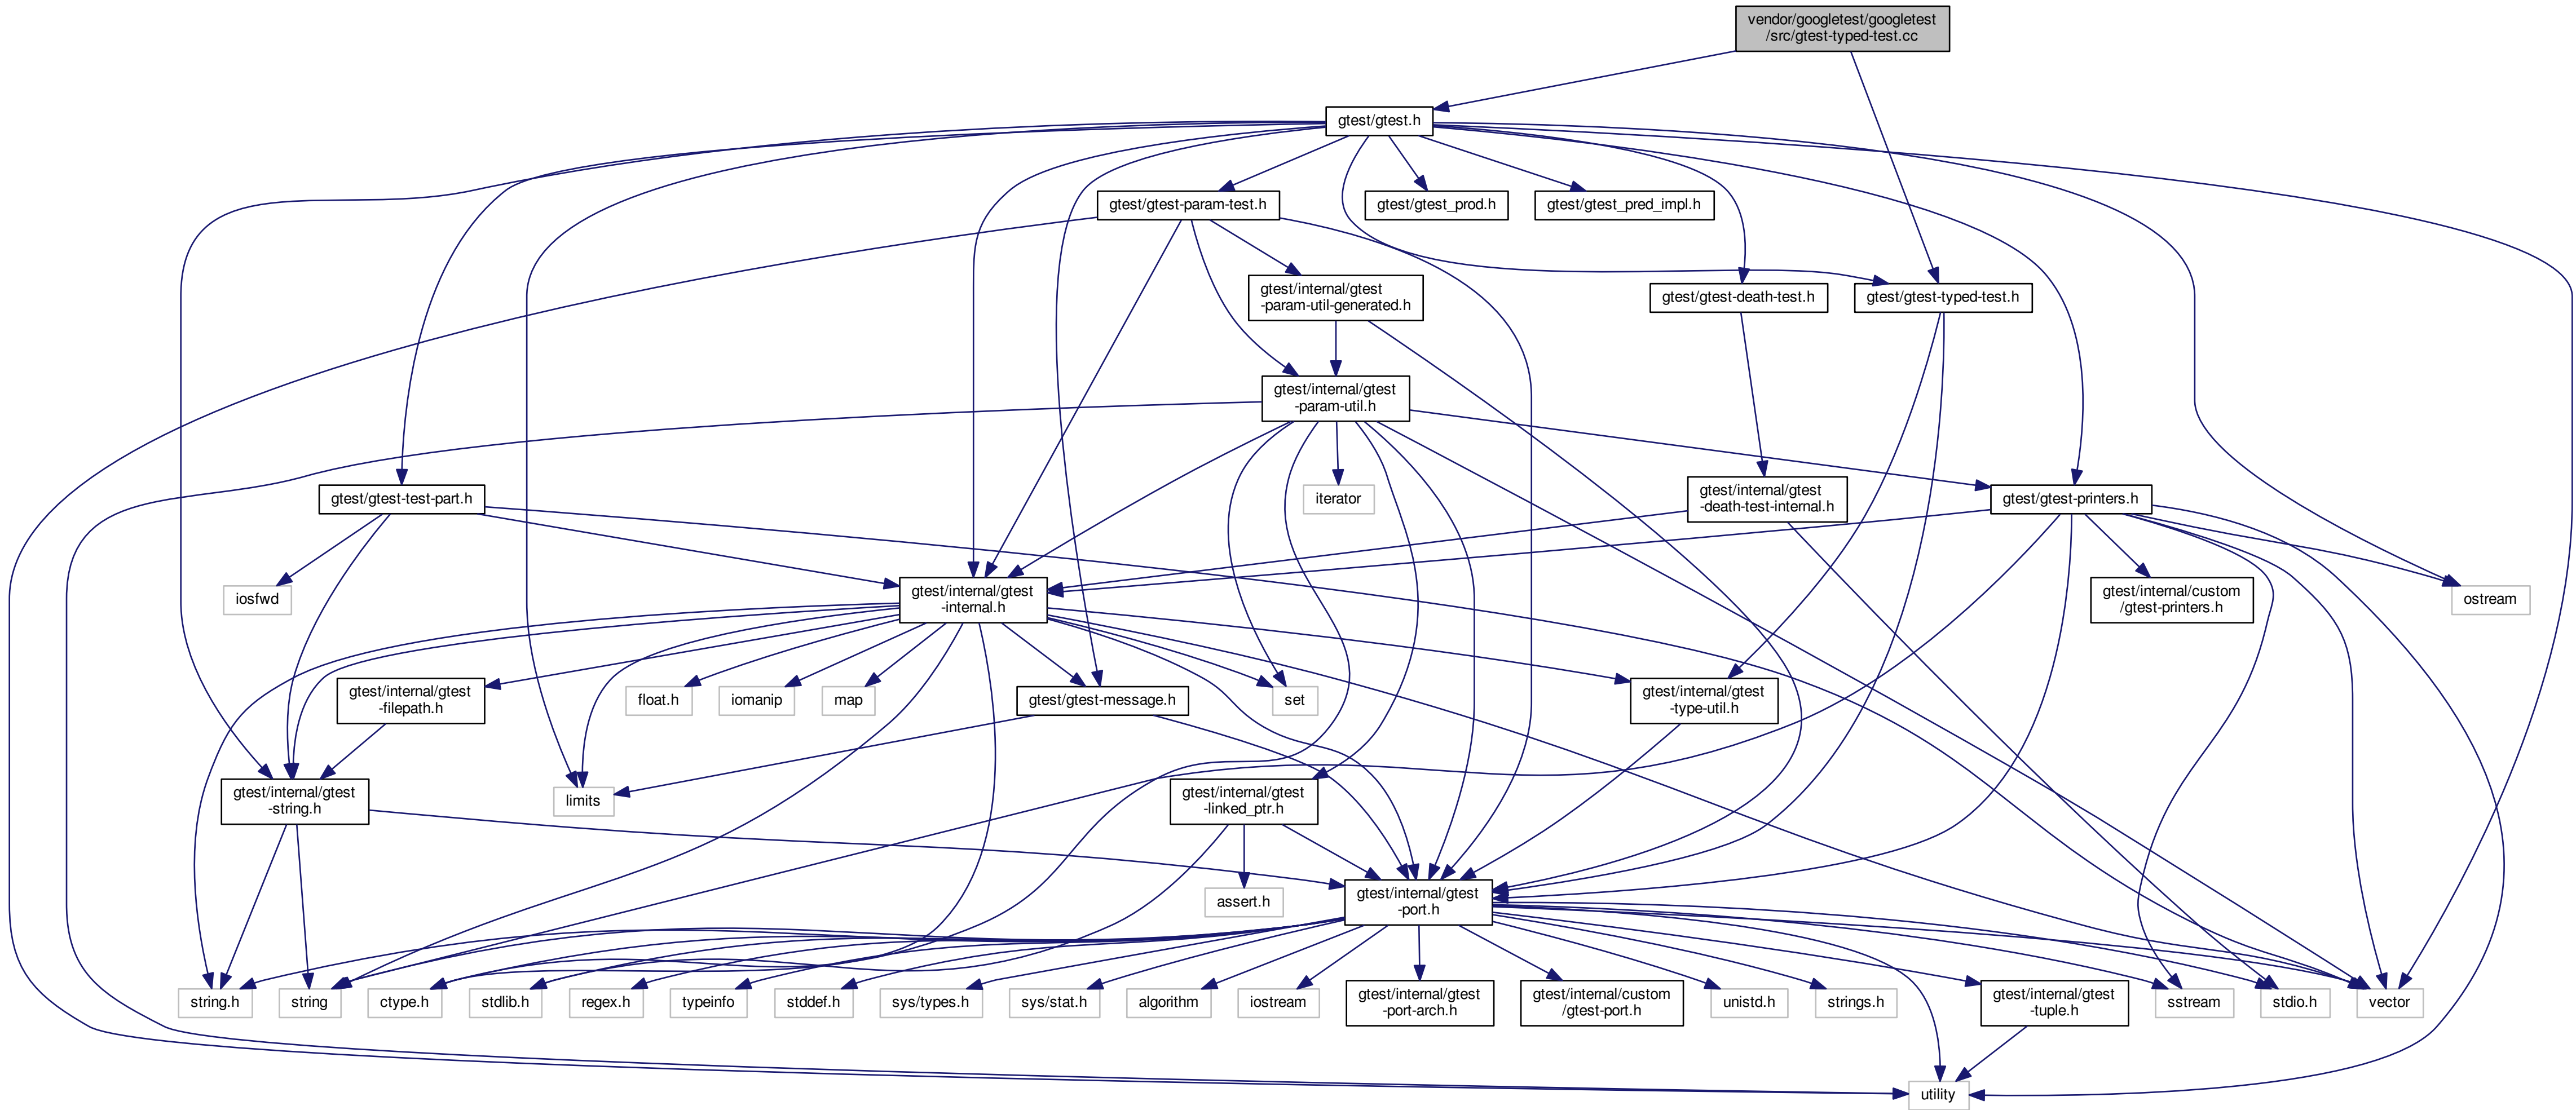 vendor/googletest/googletest
/src/gtest-typed-test.cc
gtest/gtest.h
gtest/gtest-param-test.h
gtest/gtest_prod.h
gtest/gtest_pred_impl.h
gtest/internal/gtest
-param-util-generated.h
gtest/gtest-death-test.h
gtest/gtest-typed-test.h
gtest/internal/gtest
-param-util.h
gtest/gtest-test-part.h
iterator
gtest/internal/gtest
-death-test-internal.h
gtest/gtest-printers.h
iosfwd
gtest/internal/gtest
-internal.h
gtest/internal/custom
/gtest-printers.h
ostream
gtest/internal/gtest
-filepath.h
float.h
iomanip
map
gtest/gtest-message.h
set
gtest/internal/gtest
-type-util.h
gtest/internal/gtest
-string.h
limits
gtest/internal/gtest
-linked_ptr.h
assert.h
gtest/internal/gtest
-port.h
string.h
string
ctype.h
stdlib.h
regex.h
typeinfo
stddef.h
sys/types.h
sys/stat.h
algorithm
iostream
gtest/internal/gtest
-port-arch.h
gtest/internal/custom
/gtest-port.h
unistd.h
strings.h
gtest/internal/gtest
-tuple.h
sstream
stdio.h
vector
utility